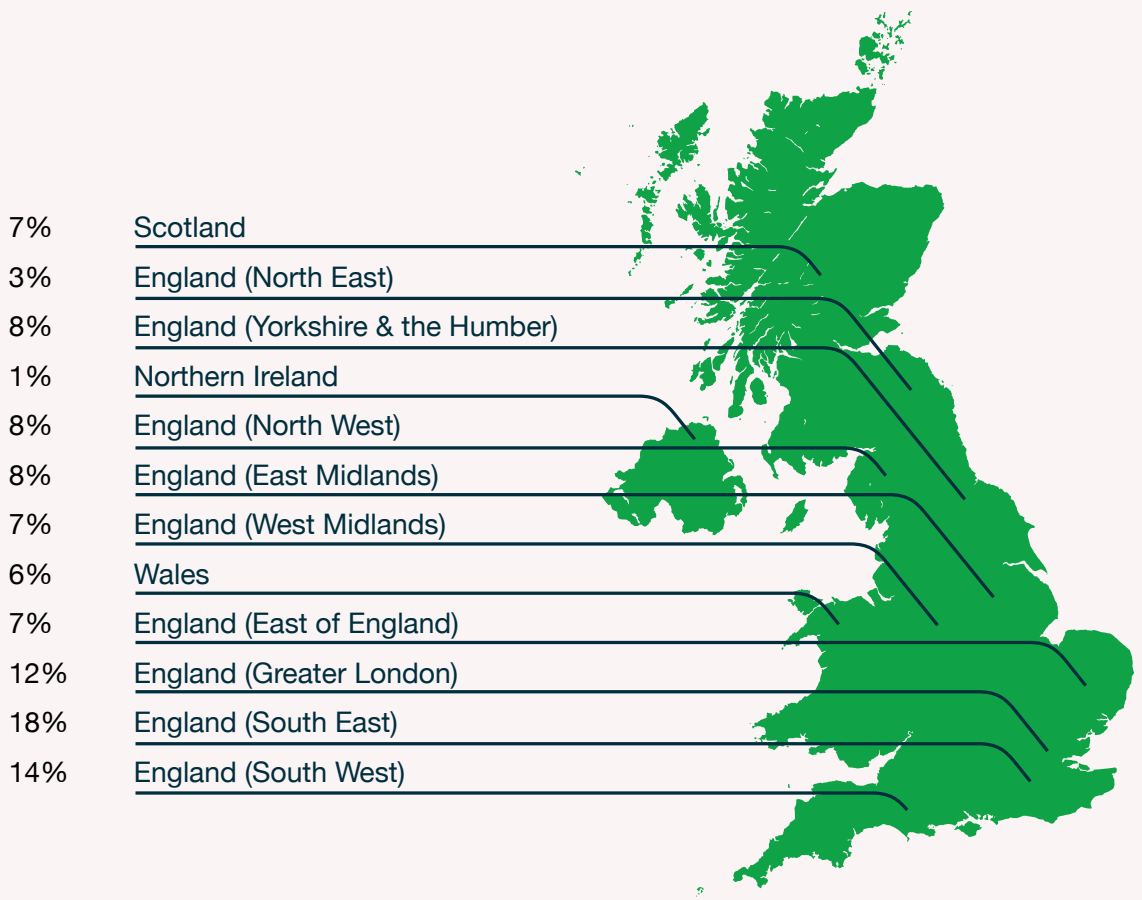 7% Scotland
3% England (North East)
8% England (Yorkshire & the Humber)
1% Northern Ireland
8% England (North West)
8% England (East Midlands)
7% England (West Midlands)
6% Wales
7% England (East of England)
12% England (Greater London)
18% England (South East)
14% England (South West)